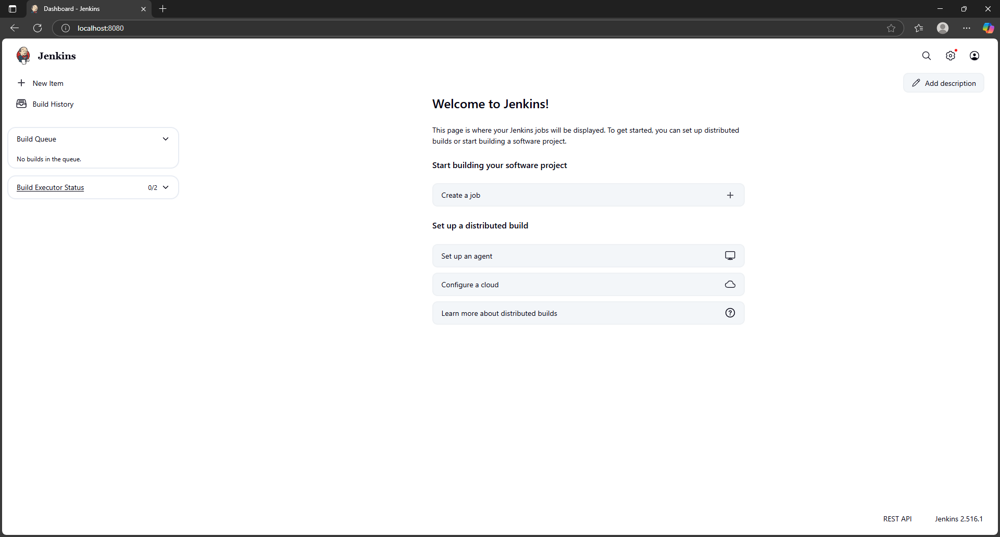 Dashboard - Jenkins
localhost:8080
Jenkins
New Item
Add description
Build History
Welcome to Jenkins!
This page is where your Jenkins jobs will be displayed. To get started, you can set up distributed
builds or start building a software project.
Build Queue
No builds in the queue.
Start building your software project
Build Executor Status 0/2
Create a job
Set up a distributed build
Set up an agent
Configure a cloud
Learn more about distributed builds
REST API Jenkins 2.516.1